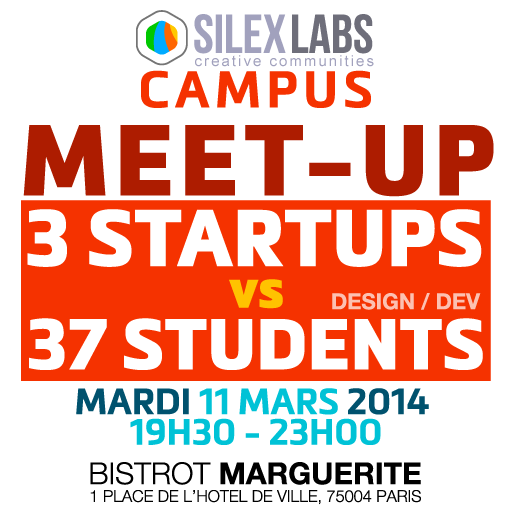 SILEX LABS
creative communities
CAMPUS
MEET-UP
3 STARTUPS
VS
DESIGN / DEV
37 STUDENTS
MARDI 11 MARS 2014
19H30 - 23H00
BISTROT MARGUERITE
1 PLACE DE L'HOTEL DE VILLE, 75004 PARIS